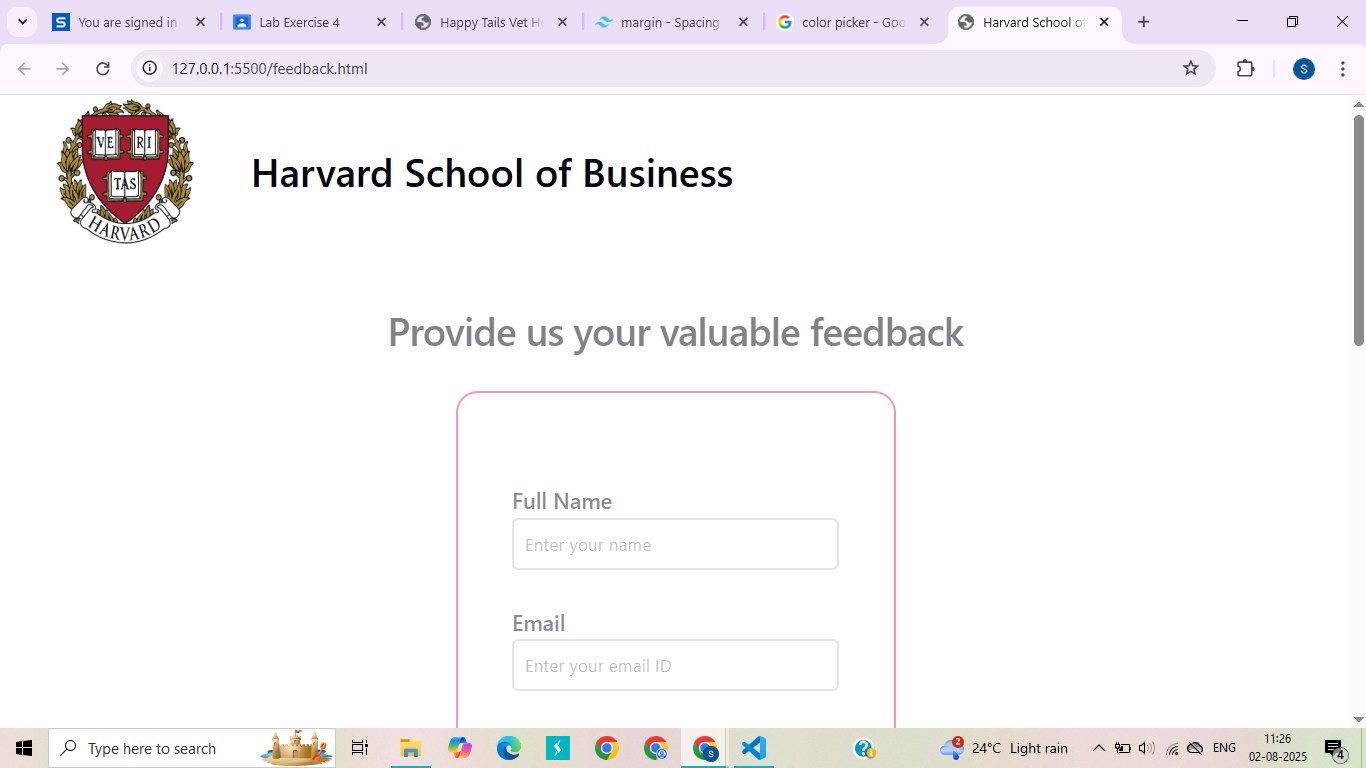 You are signed in
Lab Exercise 4
Happy Tails Vet H
margin - Spacing
color picker - Goo
Harvard School of
127.0.0.1:5500/feedback.html
S
VE RI
TAS
HARVARD
Harvard School of Business
Provide us your valuable feedback
Full Name
Enter your name
Email
Enter your email ID
Type here to search
2
24°C Light rain
ENG
11:26
02-08-2025
4